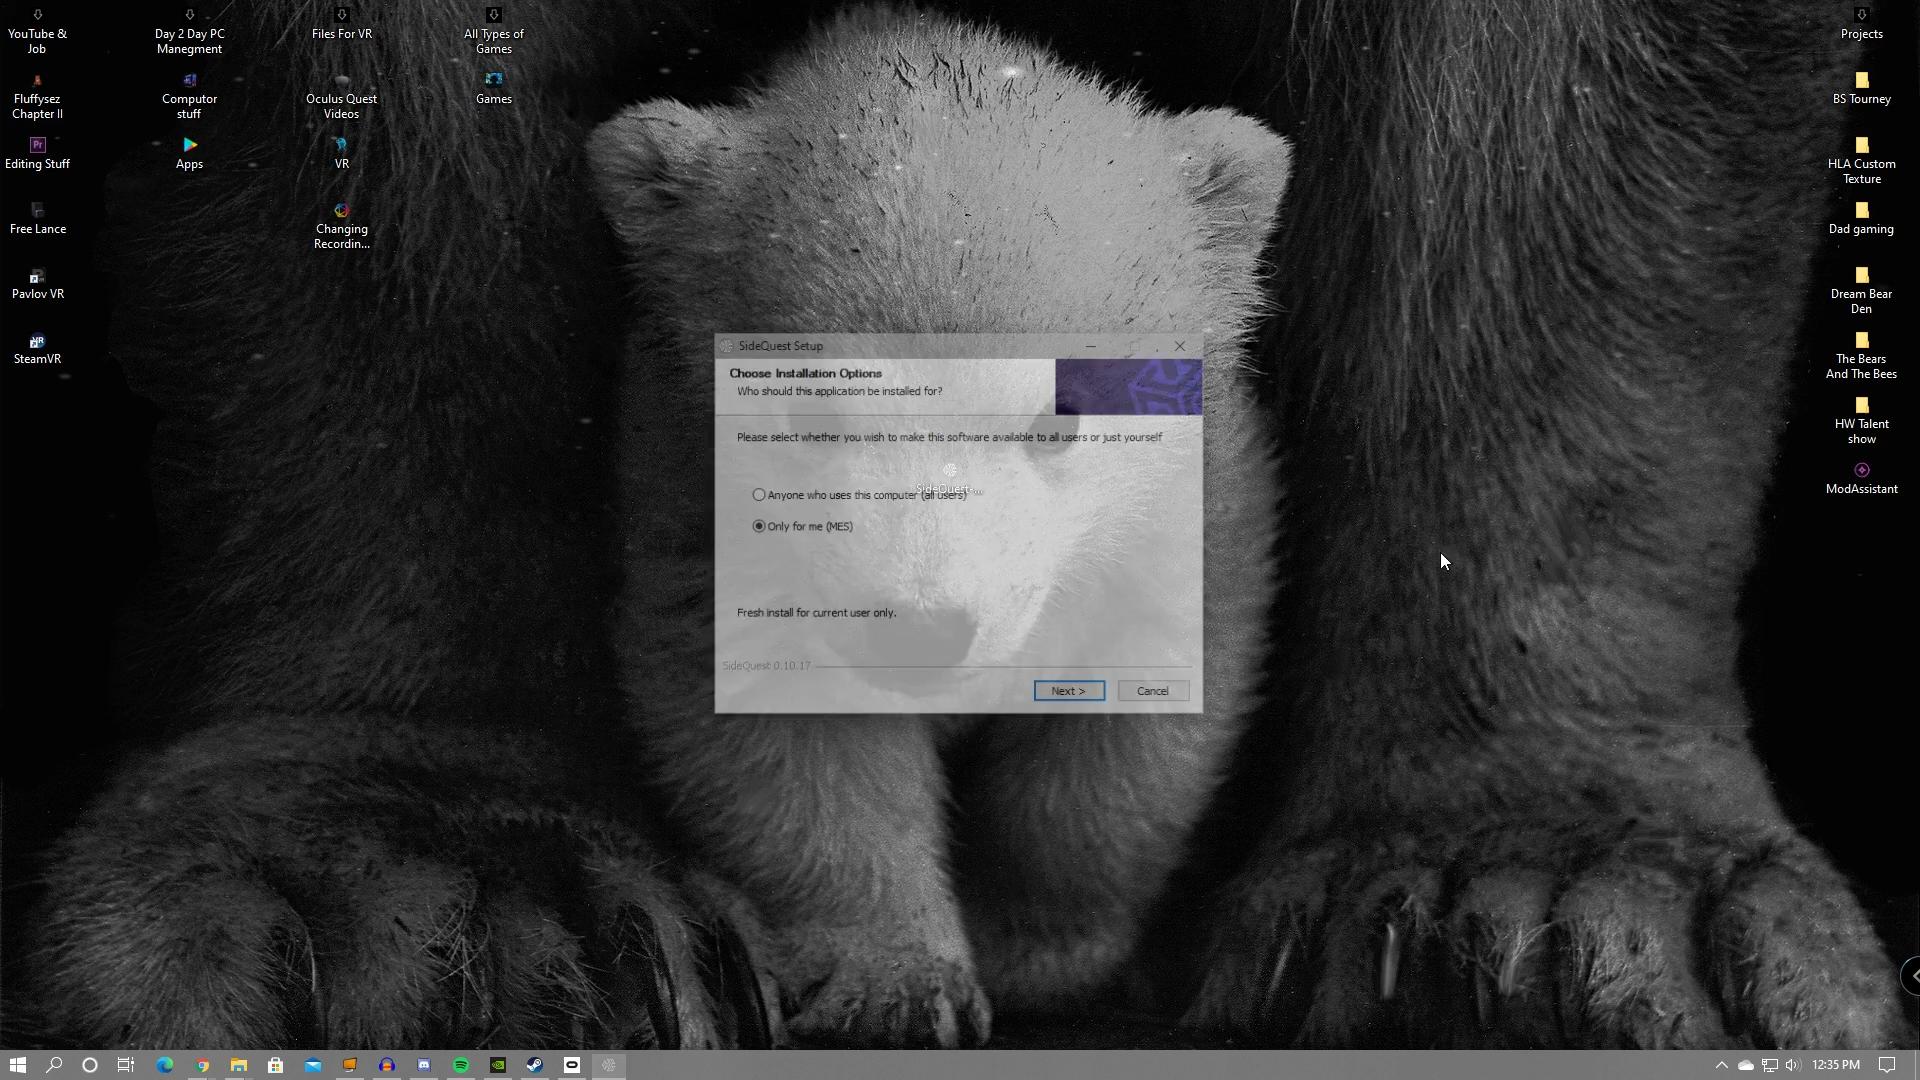 YouTube &
Job
Day 2 Day PC
Manegment
Files For VR
All Types of
Games
Projects
Fluffysez
Chapter II
Computor
stuff
Oculus Quest
Videos
Games
BS Tourney
Pr
Editing Stuff
Apps
VR
HLA Custom
Texture
Free Lance
Changing
Recordin...
Dad gaming
Pavlov VR
Dream Bear
Den
SteamVR
The Bears
And The Bees
HW Talent
show
ModAssistant
SideQuest Setup
Choose Installation Options
Who should this application be installed for?
Please select whether you wish to make this software available to all users or just yourself
SideQuest-...
Anyone who uses this computer (all users)
Only for me (MES)
Fresh install for current user only.
SideQuest 0.10.17
Next >
Cancel
12:35 PM